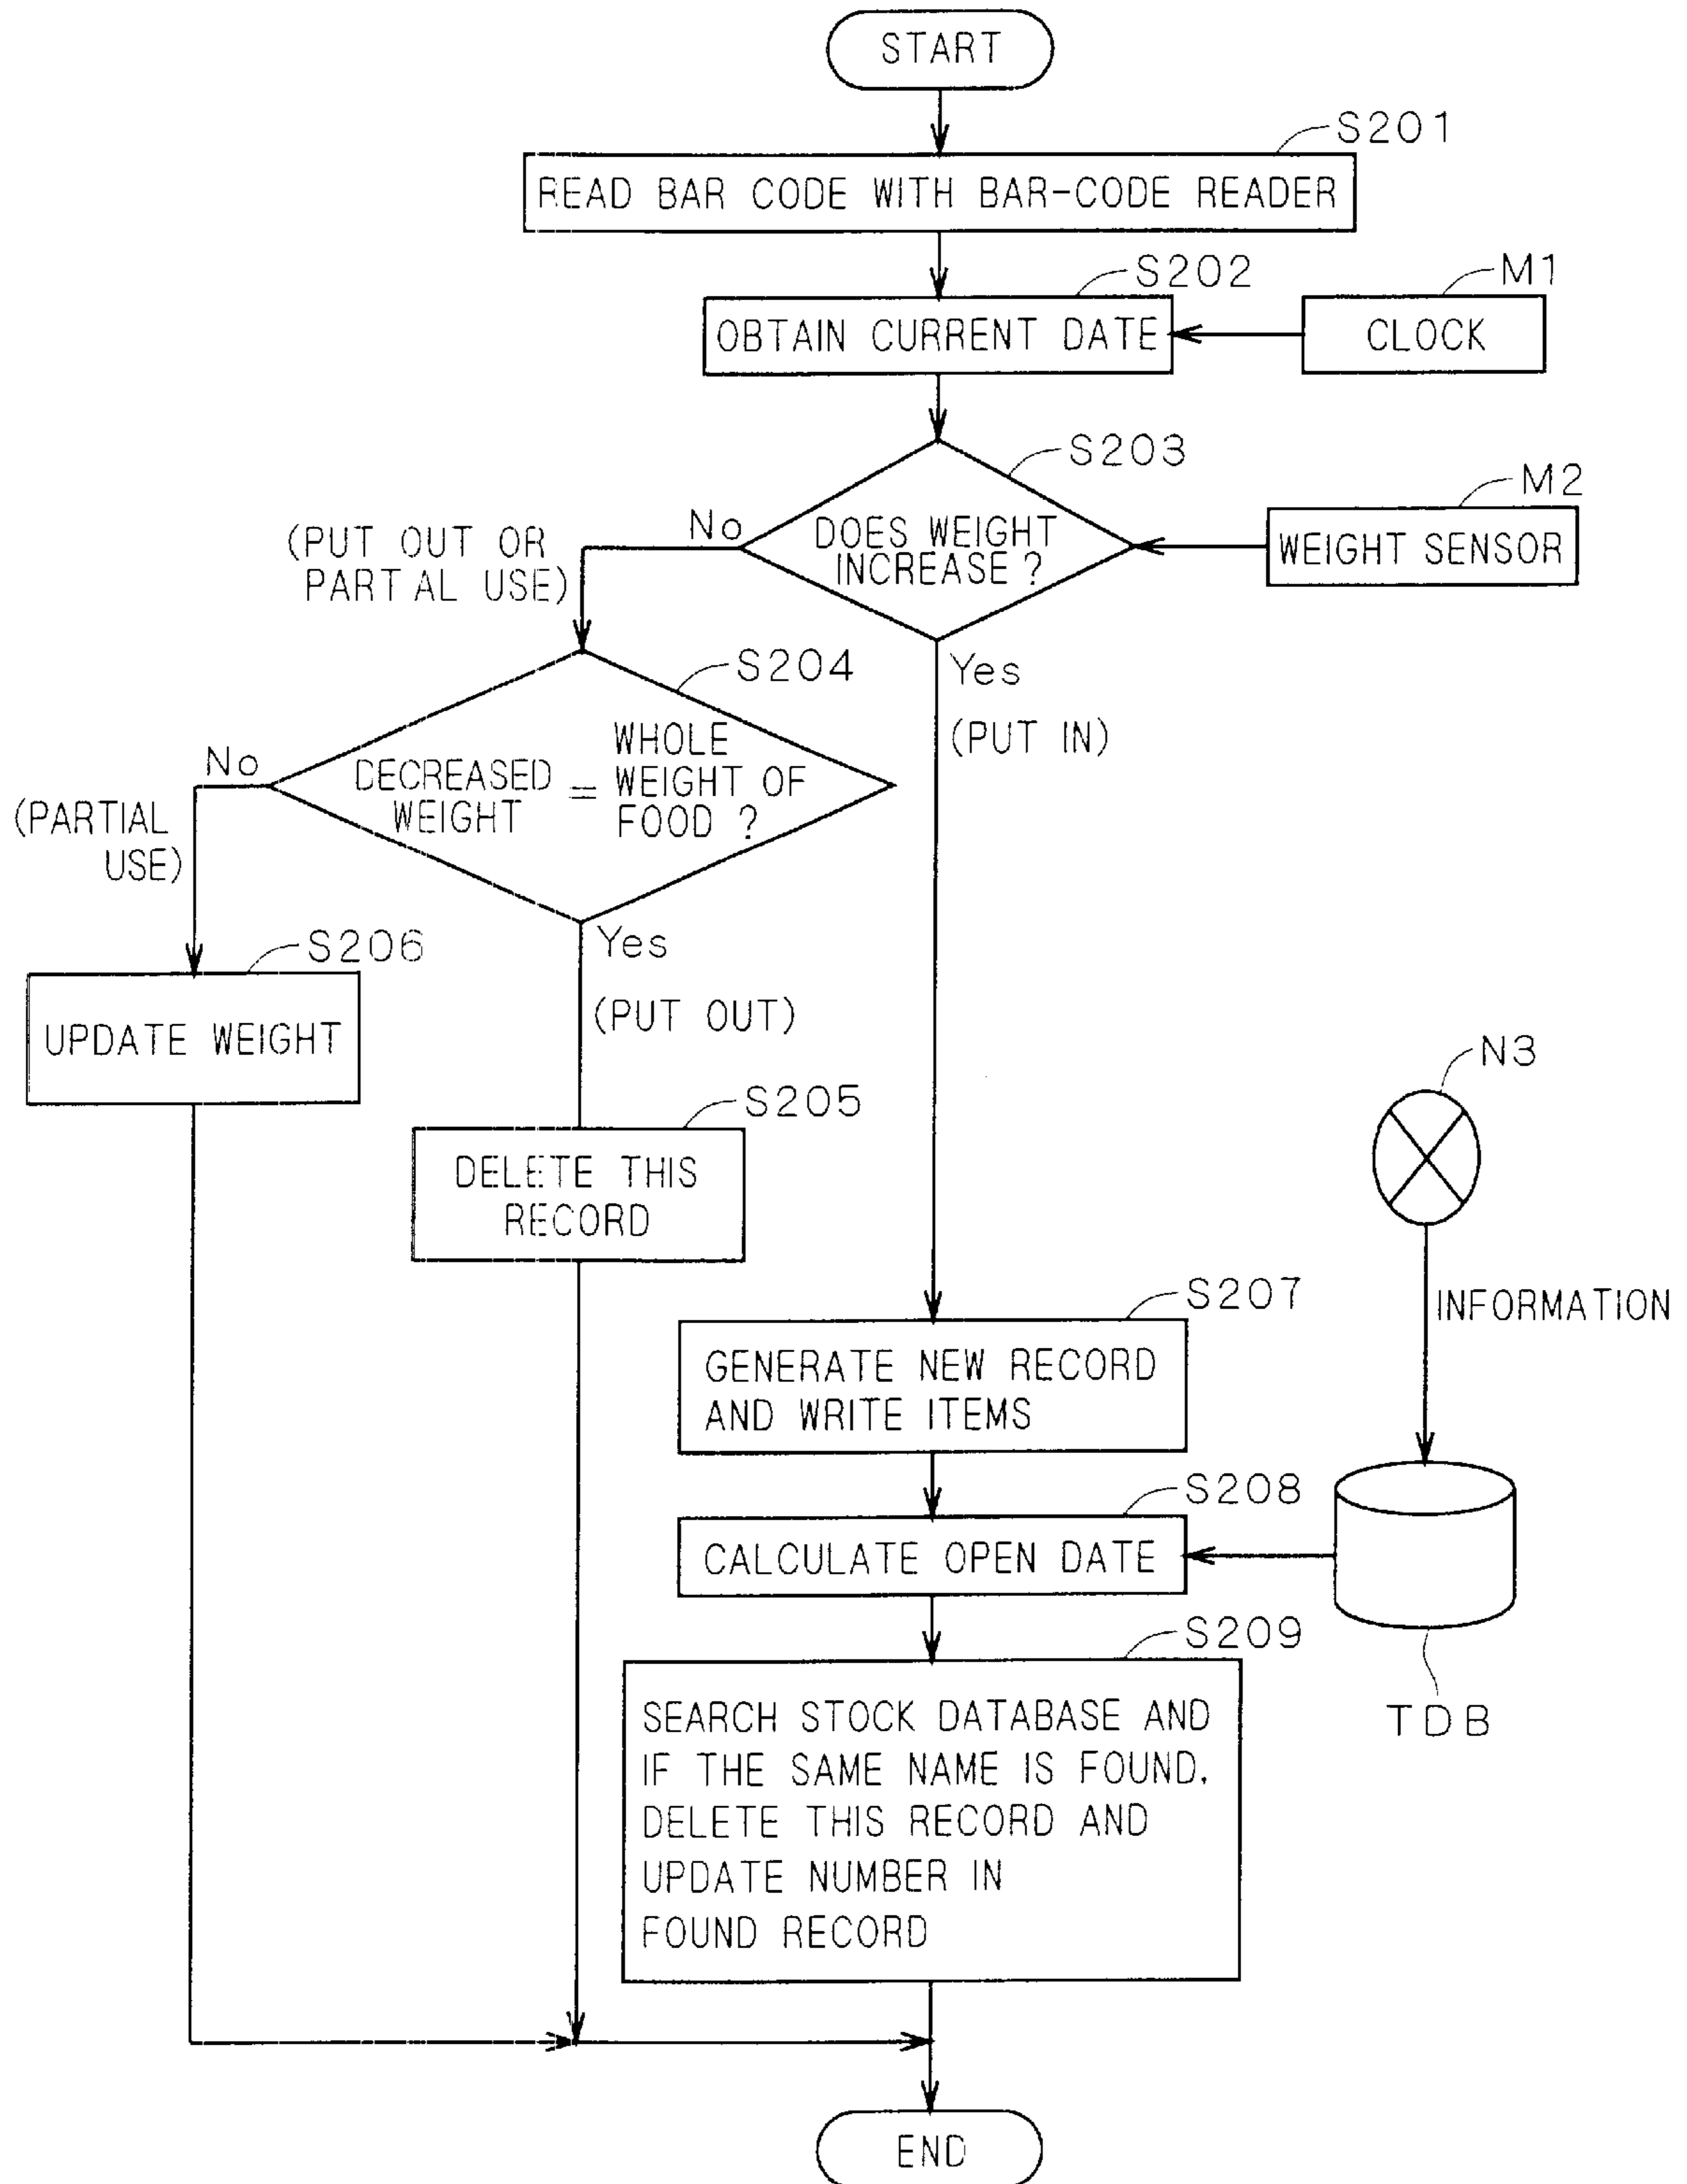 START
S201
READ BAR CODE WITH BAR-CODE READER
S202
M1
OBTAIN CURRENT DATE
CLOCK
S203
M2
No
DOES WEIGHT
INCREASE ?
WEIGHT SENSOR
(PUT OUT OR
PART AL USE)
S204
Yes
(PUT IN)
No
DECREASED
WEIGHT
=
WHOLE
WEIGHT OF
FOOD ?
(PARTIAL
USE)
S206
Yes
(PUT OUT)
UPDATE WEIGHT
N3
S205
DELETE THIS
RECORD
S207
INFORMATION
GENERATE NEW RECORD
AND WRITE ITEMS
S208
CALCULATE OPEN DATE
S209
TDB
SEARCH STOCK DATABASE AND
IF THE SAME NAME IS FOUND,
DELETE THIS RECORD AND
UPDATE NUMBER IN
FOUND RECORD
END